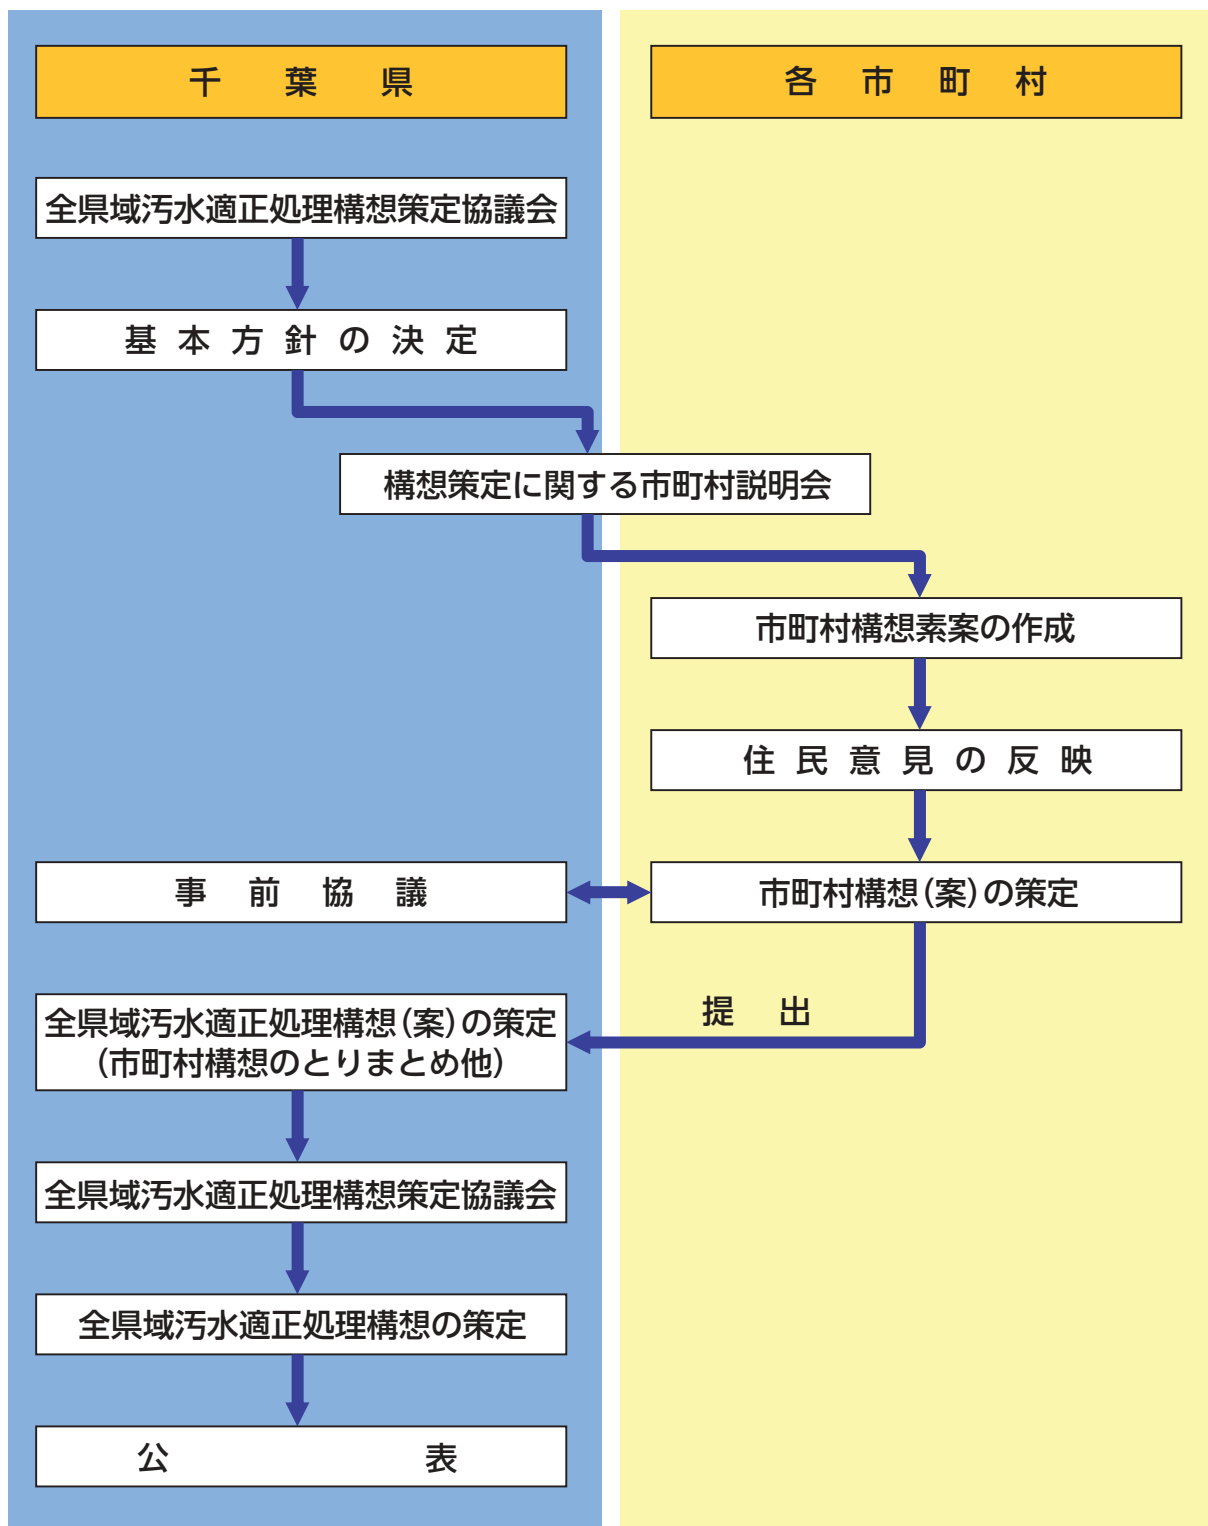 千葉県
各市町村
全県域汚水適正処理構想策定協議会
基本方針の決定
構想策定に関する市町村説明会
市町村構想素案の作成
住民意見の反映
事前協議
市町村構想(案)の策定
提出
全県域汚水適正処理構想(案)の策定
(市町村構想のとりまとめ他)
全県域汚水適正処理構想策定協議会
全県域汚水適正処理構想の策定
公表